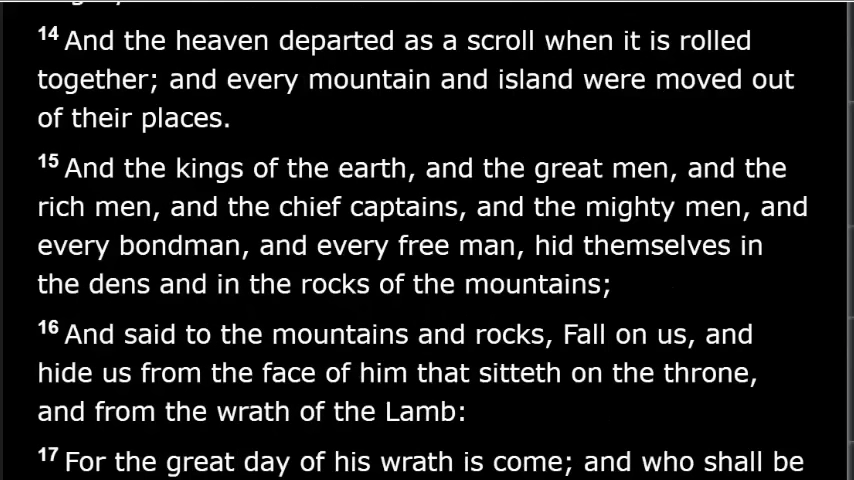 14 And the heaven departed as a scroll when it is rolled
together; and every mountain and island were moved out
of their places.
15 And the kings of the earth, and the great men, and the
rich men, and the chief captains, and the mighty men, and
every bondman, and every free man, hid themselves in
the dens and in the rocks of the mountains;
16 And said to the mountains and rocks, Fall on us, and
hide us from the face of him that sitteth on the throne,
and from the wrath of the Lamb:
17 For the great day of his wrath is come; and who shall be